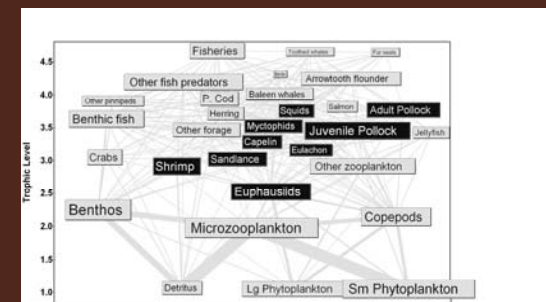 Fisheries
Toothed whales
Fur seals
4.5
Birds
Other fish predators
Arrowtooth flounder
4.0
Other pinnipeds
P. Cod
Baleen whales
Squids
Salmon
Adult Pollock
Benthic fish
Herring
3.5
Other forage
Myctophids
Juvenile Pollock
Jellyfish
Capelin
Eulachon
Crabs
Sandlance
3.0
Shrimp
Other zooplankton
Trophic Level
2.5
Euphausiids
Benthos
Copepods
2.0
Microzooplankton
1.5
1.0
Detritus
Lg Phytoplankton
Sm Phytoplankton